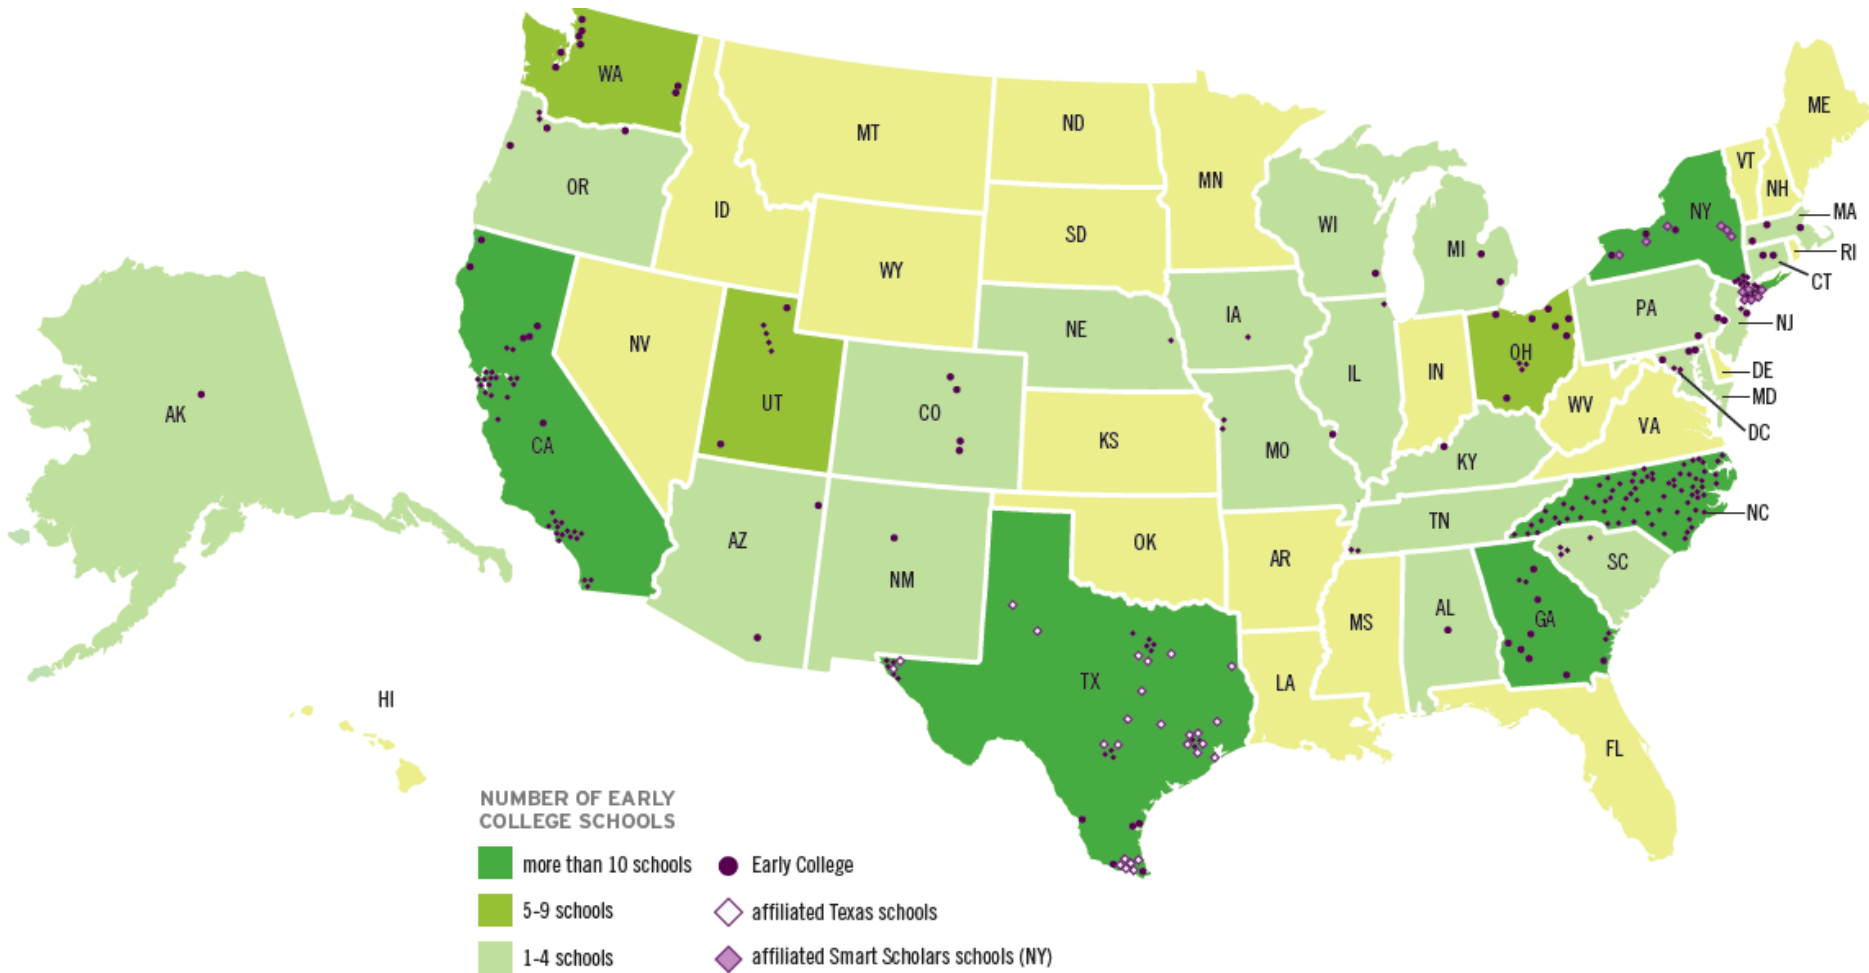 WA
MT
ND
MN
ME
VT
NH
OR
ID
SD
WI
MI
NY
MA
RI
CT
WY
NE
IA
PA
NJ
NV
UT
CO
IL
IN
OH
DE
MD
DC
AK
CA
KS
MO
KY
WV
VA
AZ
NM
OK
AR
TN
NC
SC
HI
TX
LA
MS
AL
GA
FL
NUMBER OF EARLY
COLLEGE SCHOOLS
more than 10 schools
5-9 schools
1-4 schools
Early College
affiliated Texas schools
affiliated Smart Scholars schools (NY)